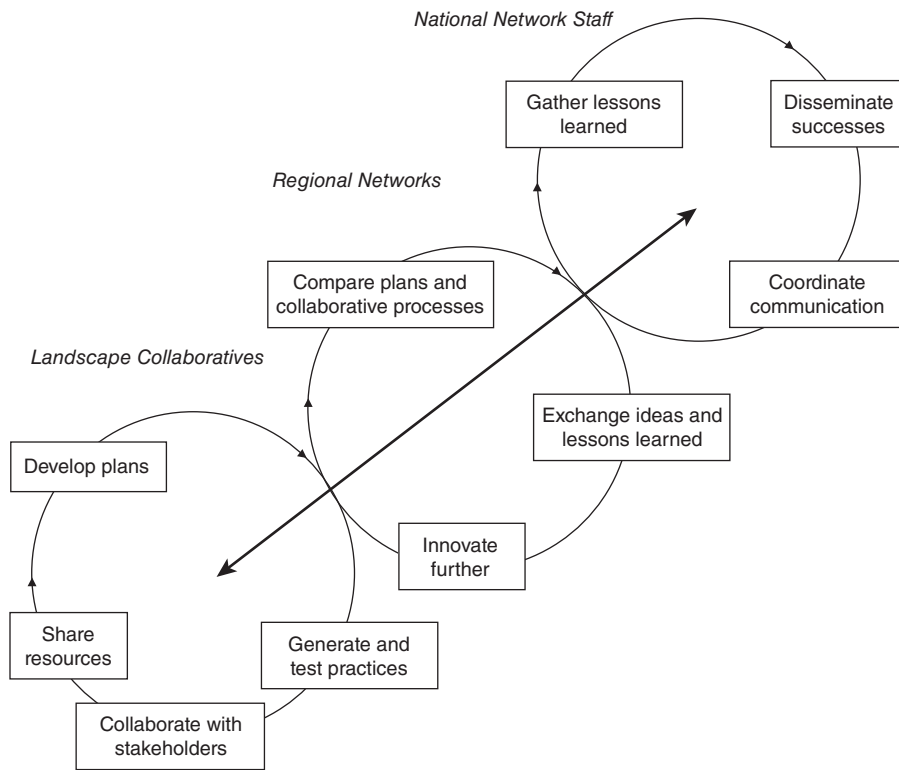 National Network Staff
Gather lessons
learned
Disseminate
successes
Regional Networks
Compare plans and
collaborative processes
Coordinate
communication
Landscape Collaboratives
Exchange ideas and
lessons learned
Develop plans
Innovate
further
Share
resources
Generate and
test practices
Collaborate with
stakeholders